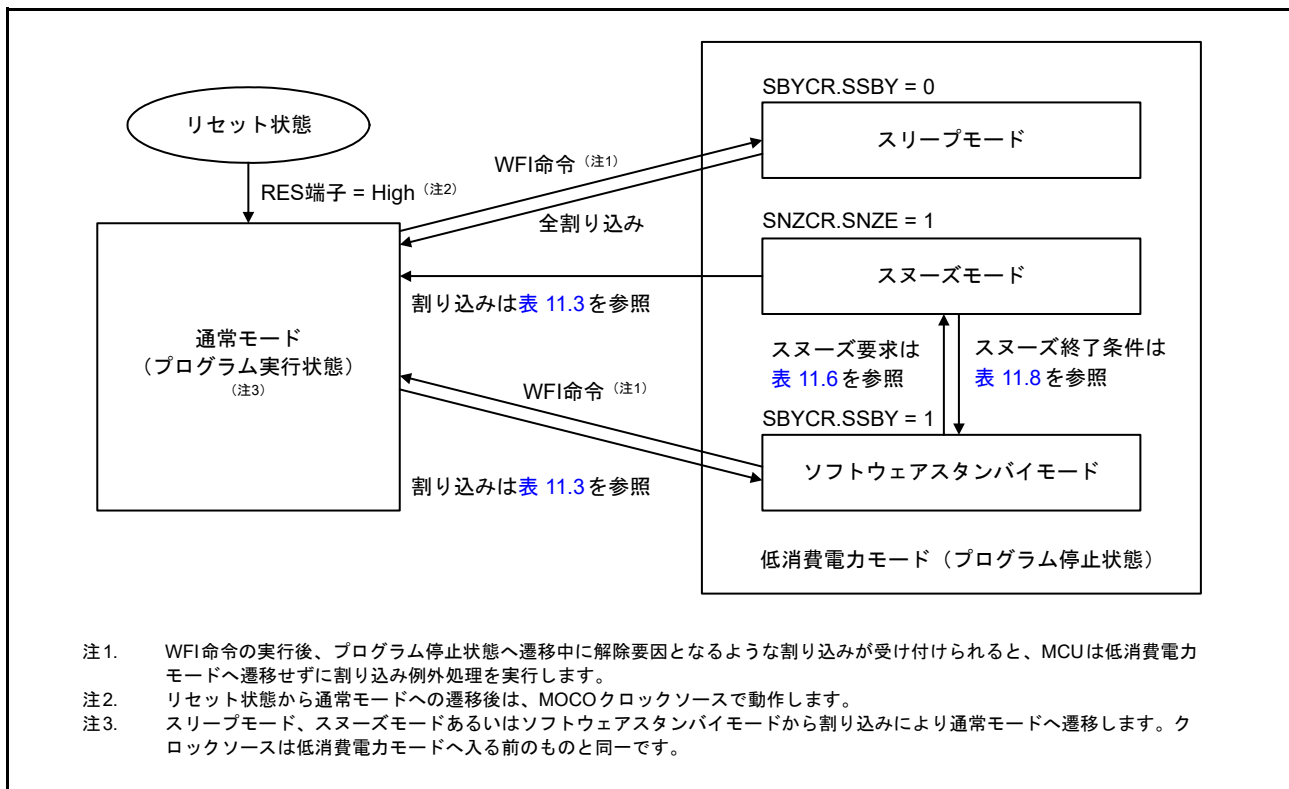 SBYCR.SSBY = 0
リセット状態
スリープモード
WFI命令 (注1)
RES端子 = High (注2)
全割り込み
SNZCR.SNZE = 1
スヌーズモード
割り込みは表 11.3を参照
通常モード
(プログラム実行状態)
(注3)
スヌーズ要求は
表 11.6を参照
スヌーズ終了条件は
表 11.8を参照
WFI命令 (注1)
SBYCR.SSBY = 1
ソフトウェアスタンバイモード
割り込みは表 11.3を参照
低消費電力モード(プログラム停止状態)
注1. WFI命令の実行後、プログラム停止状態へ遷移中に解除要因となるような割り込みが受け付けられると、MCUは低消費電力
モードへ遷移せずに割り込み例外処理を実行します。
注2. リセット状態から通常モードへの遷移後は、MOCOクロックソースで動作します。
注3. スリープモード、スヌーズモードあるいはソフトウェアスタンバイモードから割り込みにより通常モードへ遷移します。ク
ロックソースは低消費電力モードへ入る前のものと同一です。